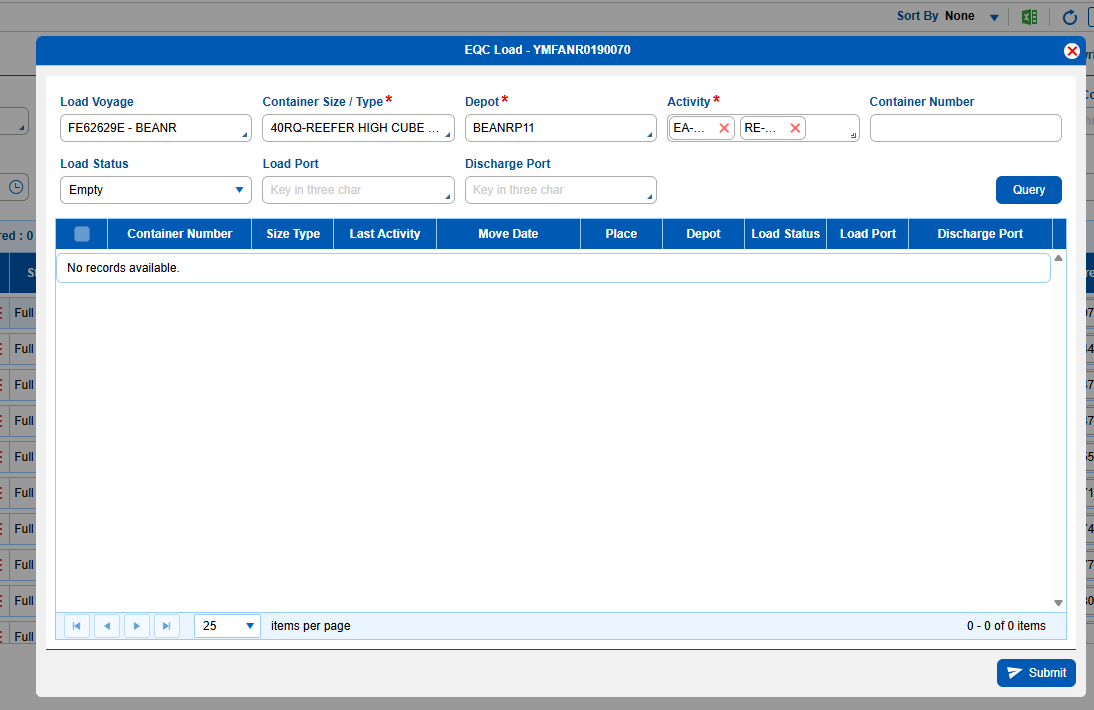 Sort By None
EQC Load - YMFANR0190070
Load Voyage
Container Size / Type *
Depot *
Activity *
Container Number
FE62629E - BEANR
40RQ-REEFER HIGH CUBE ...
BEANRP11
EA-...
RE-...
Load Status
Load Port
Discharge Port
Empty
Key in three char
Key in three char
Query
red : 0
Container Number Size Type Last Activity Move Date Place Depot Load Status Load Port Discharge Port
No records available.
Full
Full
Full
Full
Full
Full
Full
Full
Full
Full
25 items per page
0 - 0 of 0 items
Submit